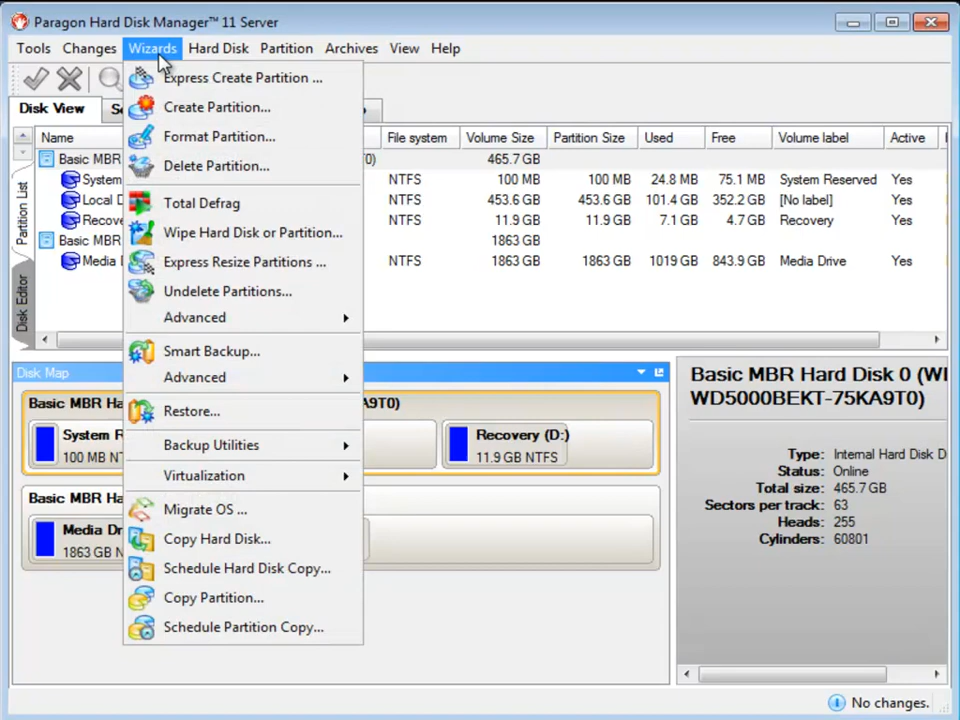 Paragon Hard Disk Manager™ 11 Server
Tools Changes Wizards Hard Disk Partition Archives View Help
Disk View
Name File system Volume Size Partition Size Used Free Volume label Active
Basic MBR 465.7 GB
System NTFS 100 MB 100 MB 24.8 MB 75.1 MB System Reserved Yes
Local D NTFS 453.6 GB 453.6 GB 101.4 GB 352.2 GB [No label] Yes
Recove NTFS 11.9 GB 11.9 GB 7.1 GB 4.7 GB Recovery Yes
Basic MBR 1863 GB
Media NTFS 1863 GB 1863 GB 1019 GB 843.9 GB Media Drive Yes
Partition List
Disk Editor
Express Create Partition ...
Create Partition...
Format Partition...
Delete Partition...
Total Defrag
Wipe Hard Disk or Partition...
Express Resize Partitions ...
Undelete Partitions...
Advanced
Smart Backup...
Advanced
Restore...
Backup Utilities
Virtualization
Migrate OS ...
Copy Hard Disk...
Schedule Hard Disk Copy...
Copy Partition...
Schedule Partition Copy...
Disk Map
Basic MBR Ha A9T0)
System R
100 MB NT
Recovery (D:)
11.9 GB NTFS
Basic MBR Ha
Media Dr
1863 GB N
Basic MBR Hard Disk 0 (W
WD5000BEKT-75KA9T0)
Type: Internal Hard Disk D
Status: Online
Total size: 465.7 GB
Sectors per track: 63
Heads: 255
Cylinders: 60801
No changes.